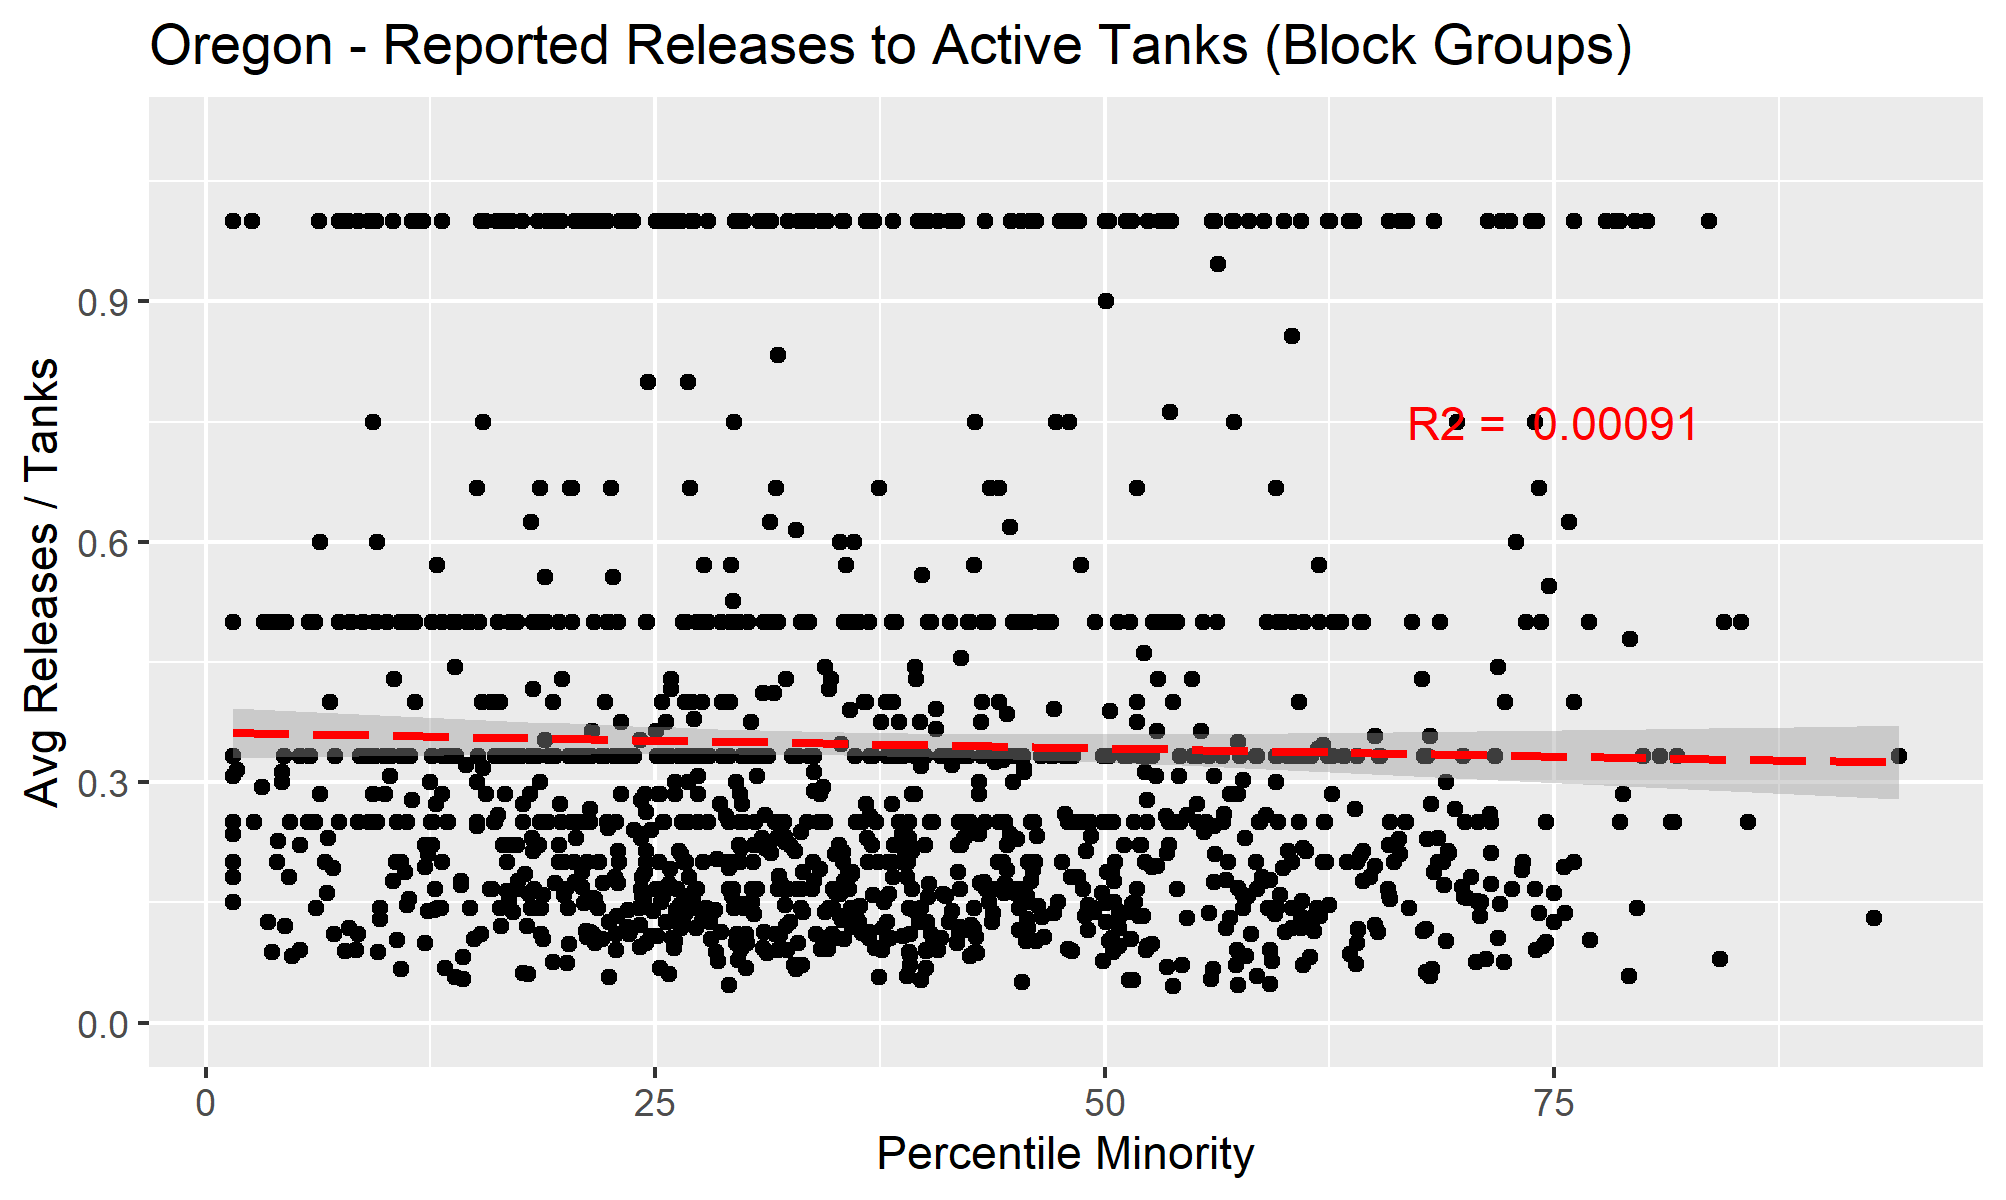 Oregon - Reported Releases to Active Tanks (Block Groups)
Avg Releases / Tanks
0.9
0.6
0.3
0.0
R2 = 0.00091
0
25
50
75
Percentile Minority